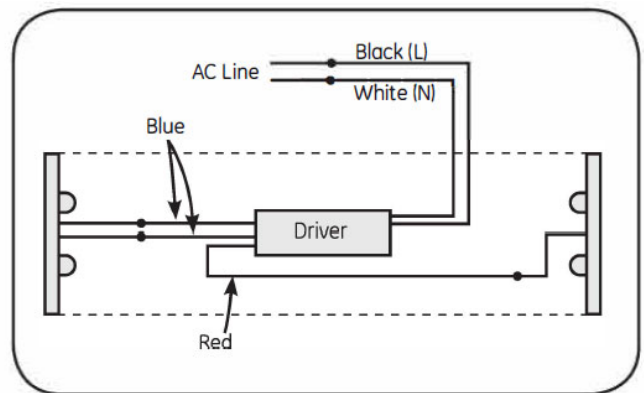 Black (L)
AC Line
White (N)
Blue
Driver
Red